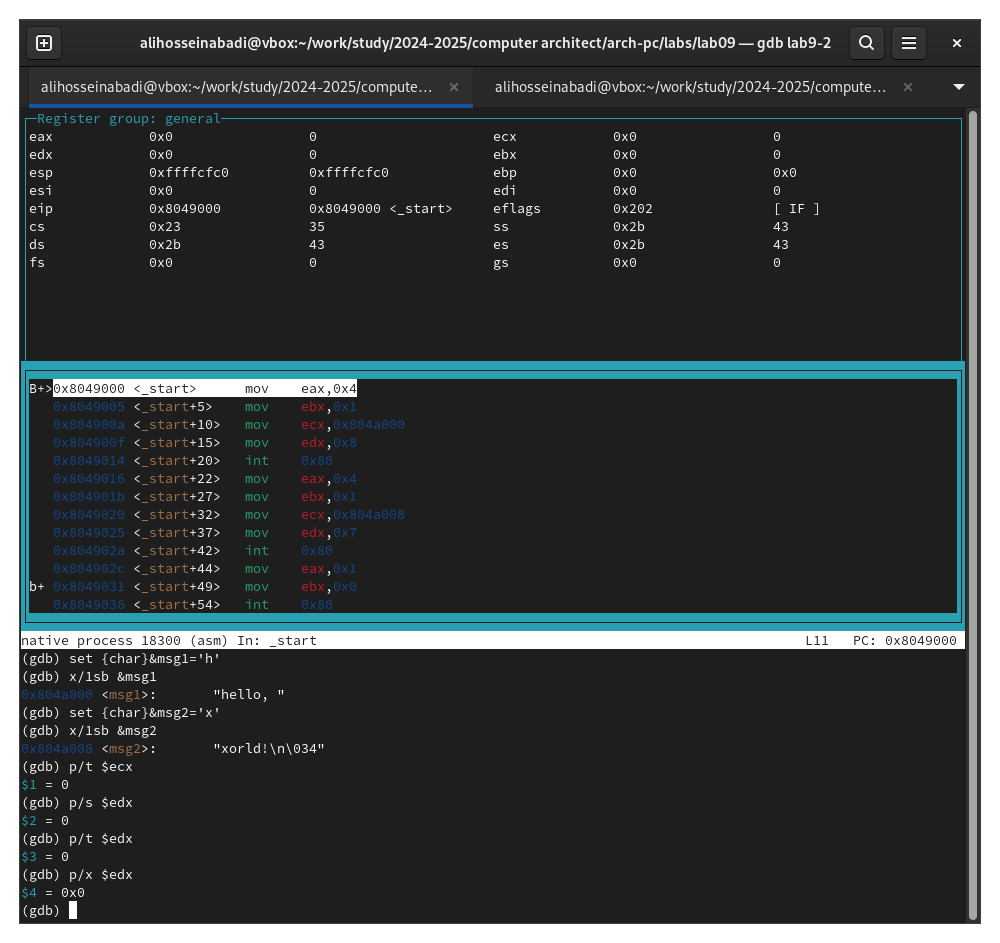 alihosseinabadi@vbox:~/work/study/2024-2025/computer architect/arch-pc/labs/lab09 — gdb lab9-2
alihosseinabadi@vbox:~/work/study/2024-2025/compute… alihosseinabadi@vbox:~/work/study/2024-2025/compute…
Register group: general
eax 0x0 0 ecx 0x0 0
edx 0x0 0 ebx 0x0 0
esp 0xffffcfc0 0xffffcfc0 ebp 0x0 0x0
esi 0x0 0 edi 0x0 0
eip 0x8049000 0x8049000 <_start> eflags 0x202 [ IF ]
cs 0x23 35 ss 0x2b 43
ds 0x2b 43 es 0x2b 43
fs 0x0 0 gs 0x0 0
B+>0x8049000 <_start> mov eax,0x4
0x8049005 <_start+5> mov ebx,0x1
0x804900a <_start+10> mov ecx,0x804a000
0x804900f <_start+15> mov edx,0x8
0x8049014 <_start+20> int 0x80
0x8049016 <_start+22> mov eax,0x4
0x804901b <_start+27> mov ebx,0x1
0x8049020 <_start+32> mov ecx,0x804a008
0x8049025 <_start+37> mov edx,0x7
0x804902a <_start+42> int 0x80
0x804902c <_start+44> mov eax,0x1
b+ 0x8049031 <_start+49> mov ebx,0x0
0x8049036 <_start+54> int 0x80
native process 18300 (asm) In: _start L11 PC: 0x8049000
(gdb) set {char}&msg1='h'
(gdb) x/1sb &msg1
0x804a000 <msg1>: "hello, "
(gdb) set {char}&msg2='x'
(gdb) x/1sb &msg2
0x804a008 <msg2>: "xorld!\n\034"
(gdb) p/t $ecx
$1 = 0
(gdb) p/s $edx
$2 = 0
(gdb) p/t $edx
$3 = 0
(gdb) p/x $edx
$4 = 0x0
(gdb)